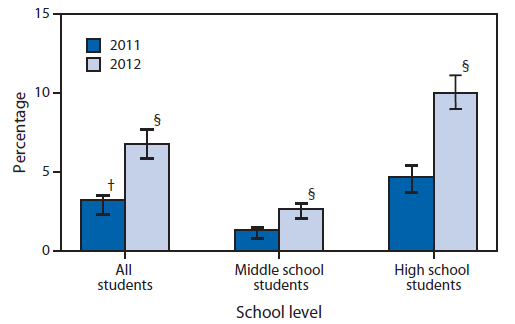 15
10
5
0
Percentage
2011
2012
†
§
§
§
All
students
Middle school
students
High school
students
School level